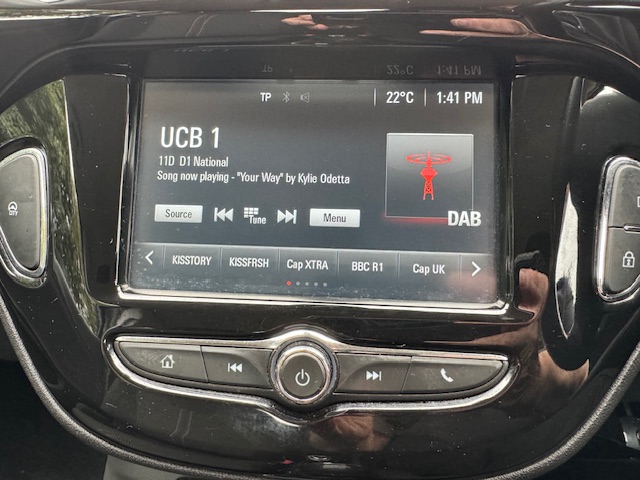 TP 22°C 1:41 PM
UCB 1
11D D1 National
Song now playing - "Your Way" by Kylie Odetta
Source Tune Menu
DAB
KISSTORY KISSFRSH Cap XTRA BBC R1 Cap UK